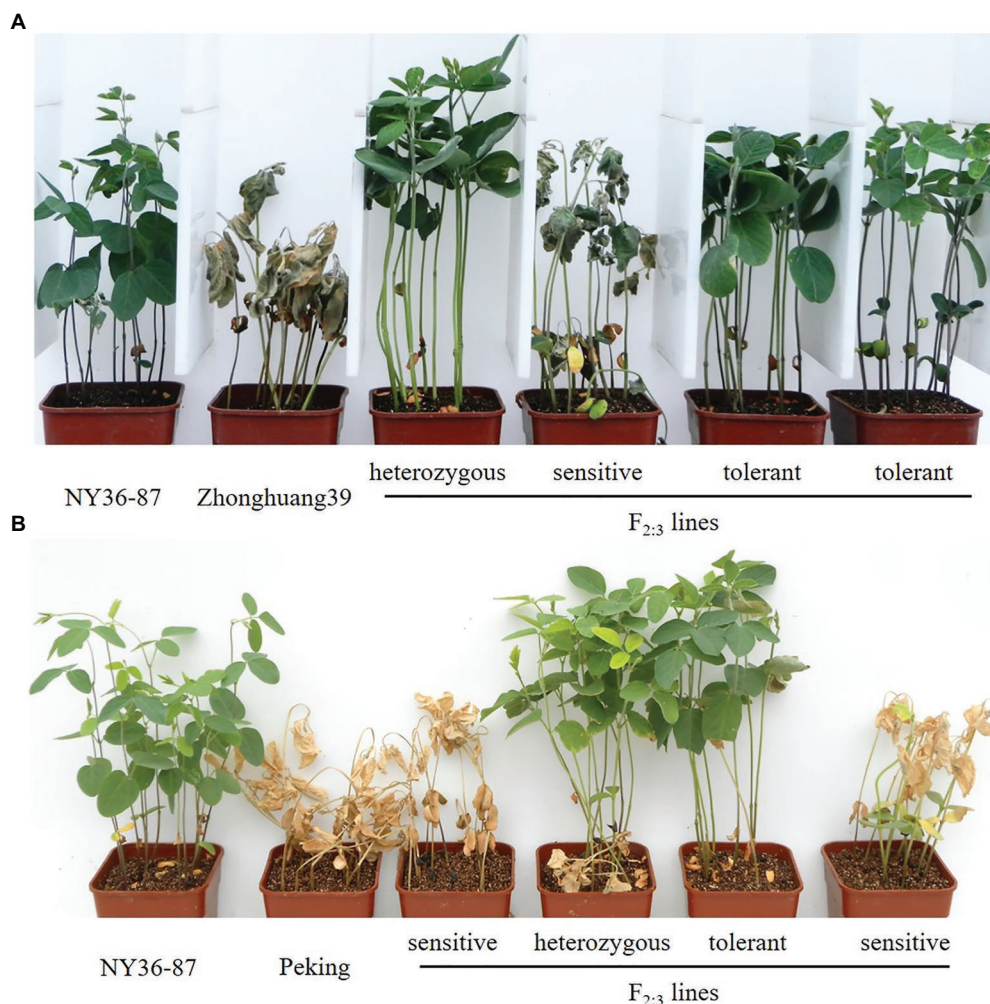 A
heterozygous sensitive tolerant tolerant
NY36-87 Zhonghuang39
F2:3 lines
B
sensitive heterozygous tolerant sensitive
NY36-87 Peking
F2:3 lines